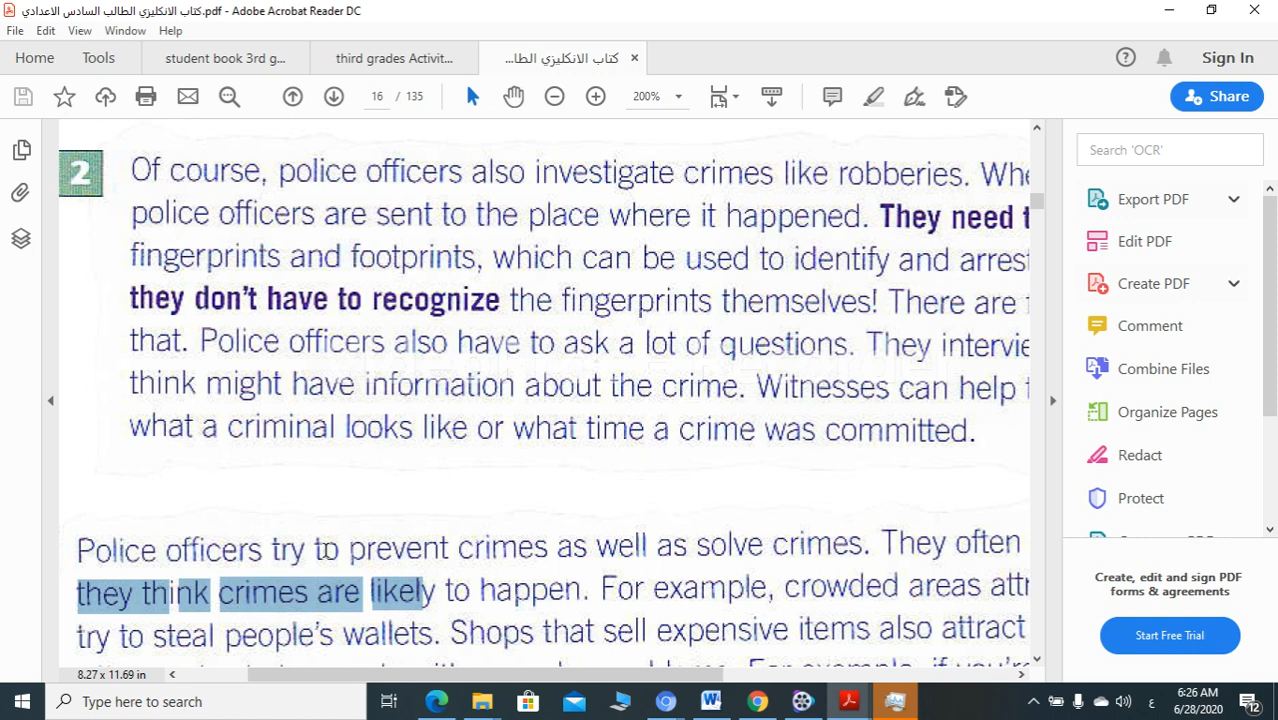 كتاب الانكليزي الطالب السادس الاعدادي.pdf - Adobe Acrobat Reader DC
File Edit View Window Help
Home Tools student book 3rd g... third grades Activit... كتاب الانكليزي الطا... Sign In
16 / 135 200% Share
2
Of course, police officers also investigate crimes like robberies. Whe
police officers are sent to the place where it happened. They need t
fingerprints and footprints, which can be used to identify and arrest
they don't have to recognize the fingerprints themselves! There are
that. Police officers also have to ask a lot of questions. They intervie
think might have information about the crime. Witnesses can help
what a criminal looks like or what time a crime was committed.
Police officers try to prevent crimes as well as solve crimes. They often
they think crimes are likely to happen. For example, crowded areas attr
try to steal people's wallets. Shops that sell expensive items also attract
8.27 x 11.69 in
Search 'OCR'
Export PDF
Edit PDF
Create PDF
Comment
Combine Files
Organize Pages
Redact
Protect
Create, edit and sign PDF
forms & agreements
Start Free Trial
Type here to search
ع
6:26 AM
6/28/2020
12